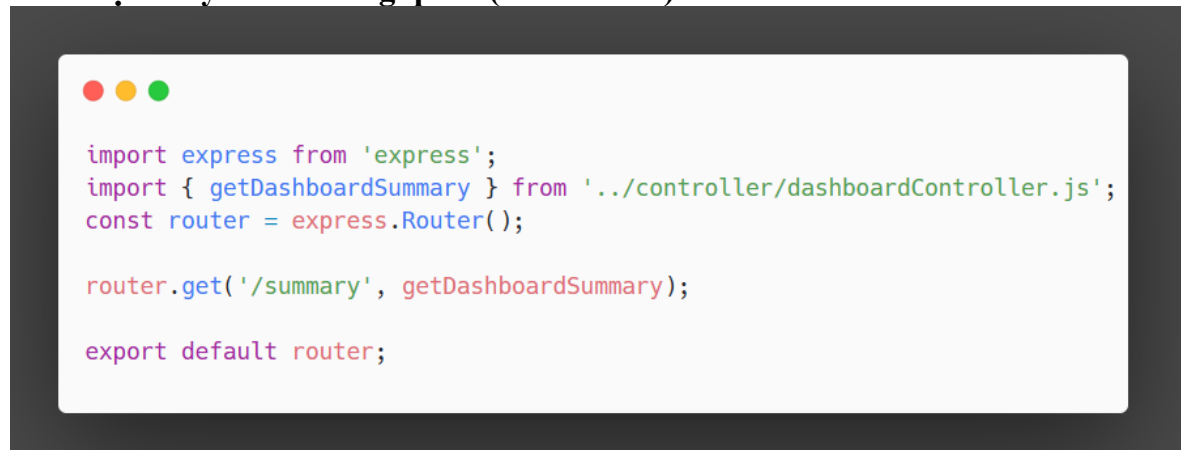 import express from 'express';
import { getDashboardSummary } from '../controller/dashboardController.js';
const router = express.Router();
router.get('/summary', getDashboardSummary);
export default router;